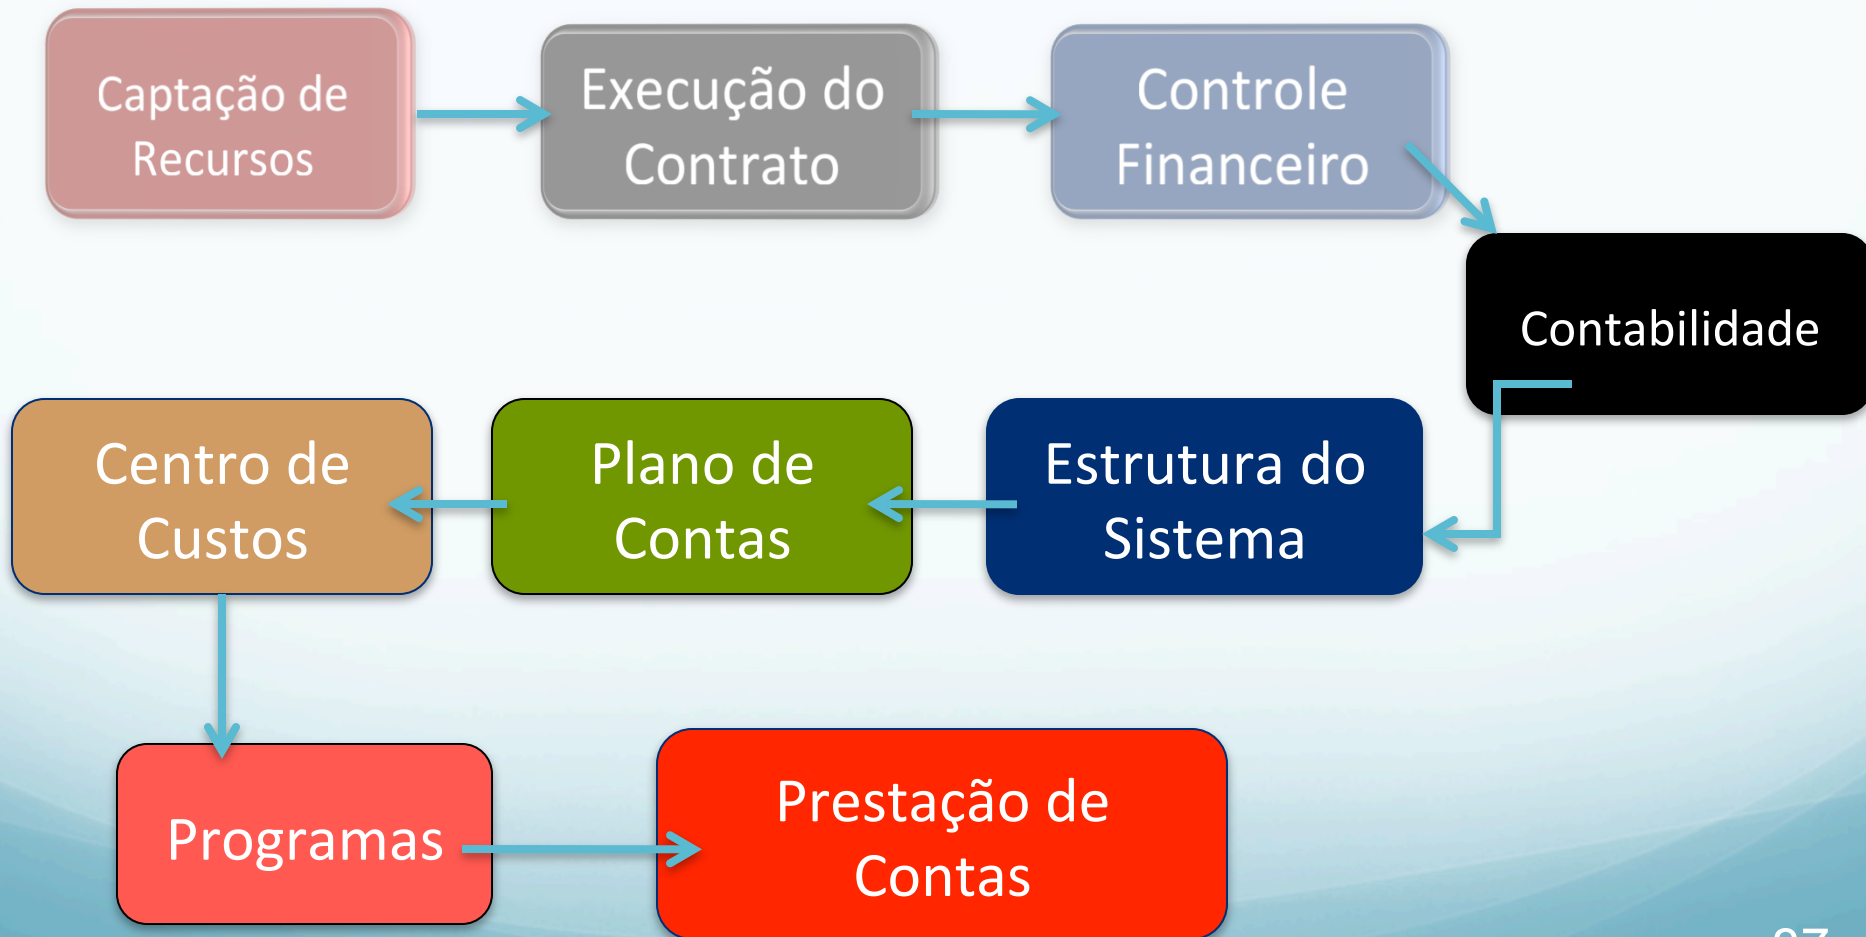 Captação de
Recursos
Execução do
Contrato
Controle
Financeiro
Contabilidade
Estrutura do
Sistema
Plano de
Contas
Centro de
Custos
Programas
Prestação de
Contas